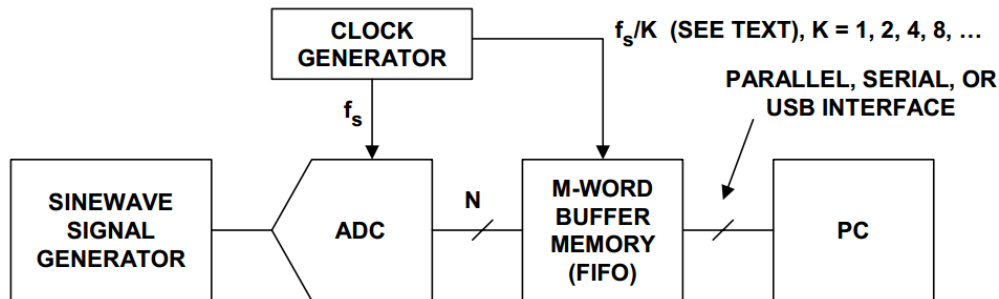 CLOCK
GENERATOR
fs/K (SEE TEXT), K = 1, 2, 4, 8, …
PARALLEL, SERIAL, OR
USB INTERFACE
fs
SINEWAVE
SIGNAL
GENERATOR
ADC
N
M-WORD
BUFFER
MEMORY
(FIFO)
PC